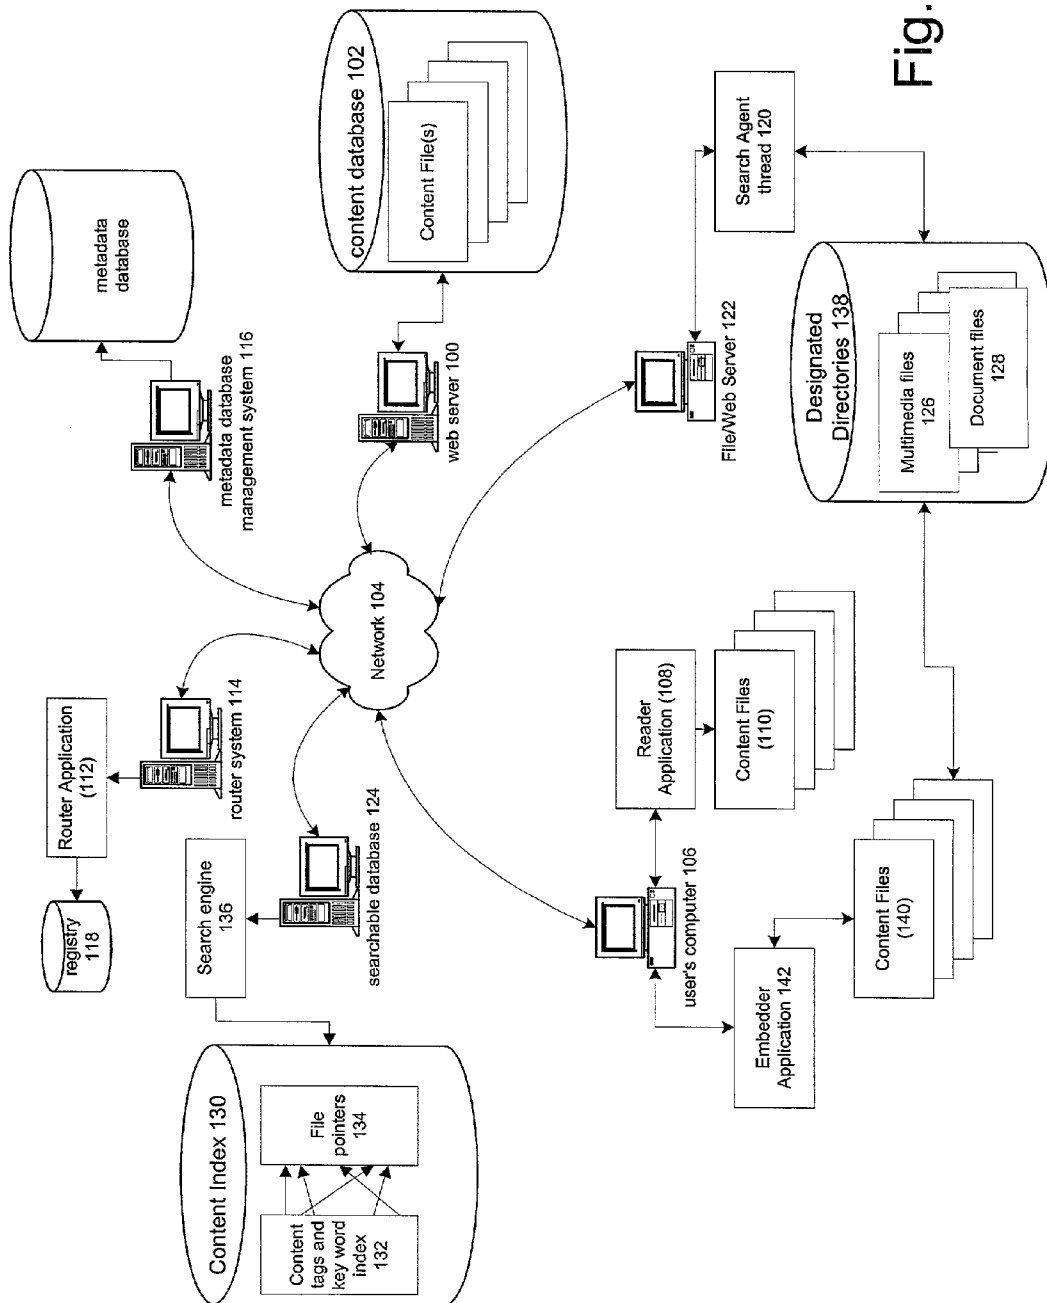 Content Index 130
Content
tags and
key word
index
132
File
pointers
134
registry
118
Router Application
(112)
Search engine
136
router system 114
searchable database 124
metadata
database
metadata database
management system 116
Network 104
web server 100
content database 102
Content File(s)
user's computer 106
Embedder
Application 142
Content Files
(140)
Reader
Application (108)
Content Files
(110)
File/Web Server 122
Search Agent
thread 120
Designated
Directories 138
Multimedia files
126
Document files
128
Fig.